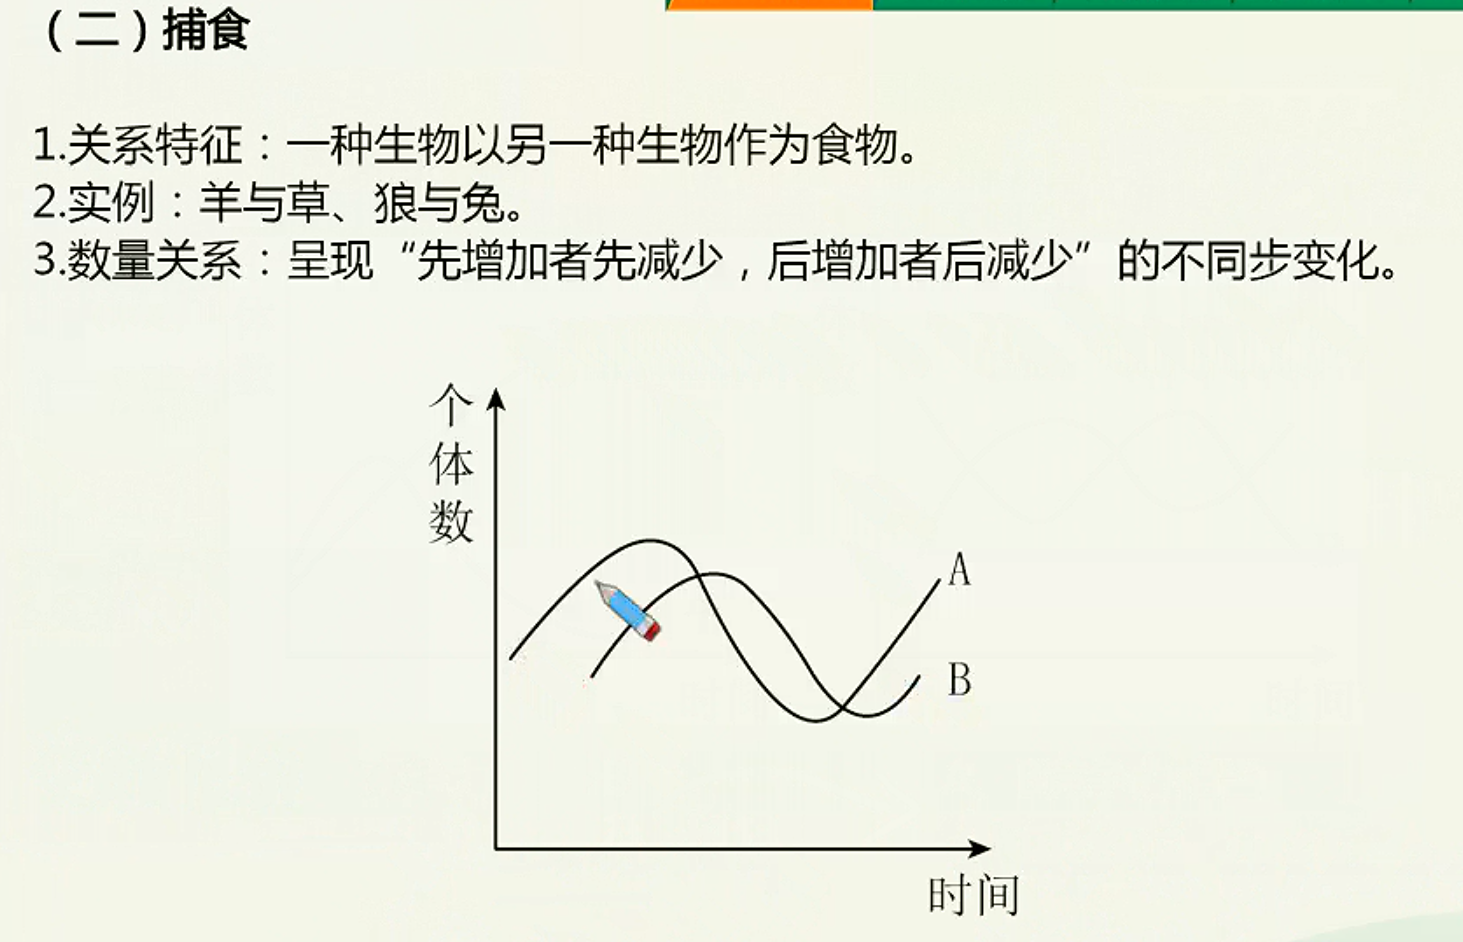 （二）捕食
1.关系特征：一种生物以另一种生物作为食物。
2.实例：羊与草、狼与兔。
3.数量关系：呈现“先增加者先减少，后增加者后减少”的不同步变化。
个体数
A
B
时间